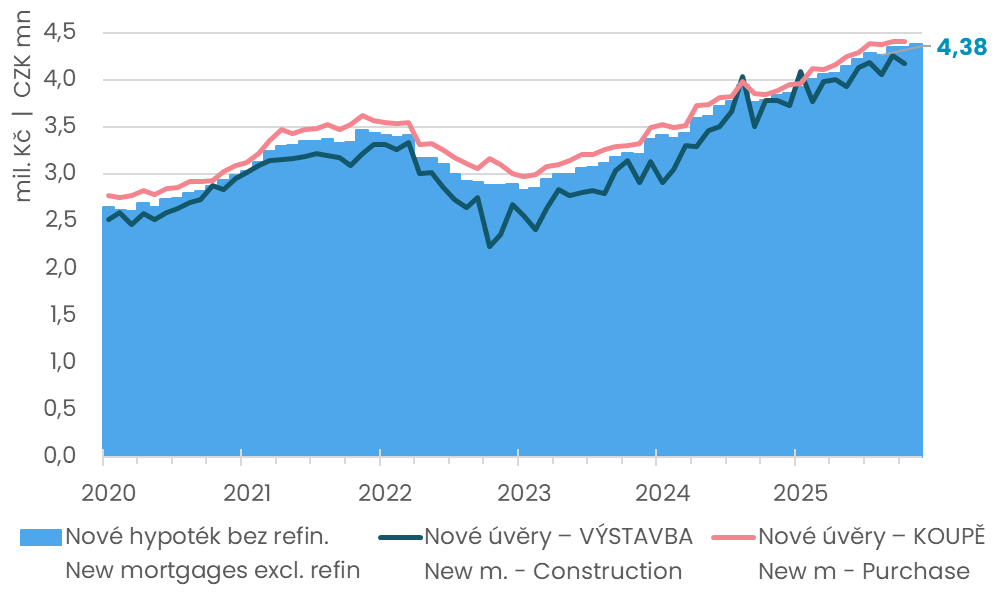 mil. Kč | CZK mn
4,5
4,0
3,5
3,0
2,5
2,0
1,5
1,0
0,5
0,0
4,38
2020 2021 2022 2023 2024 2025
Nové hypoték bez refin. Nové úvěry – VÝSTAVBA Nové úvěry – KOUPĚ
New mortgages excl. refin New m. - Construction New m - Purchase